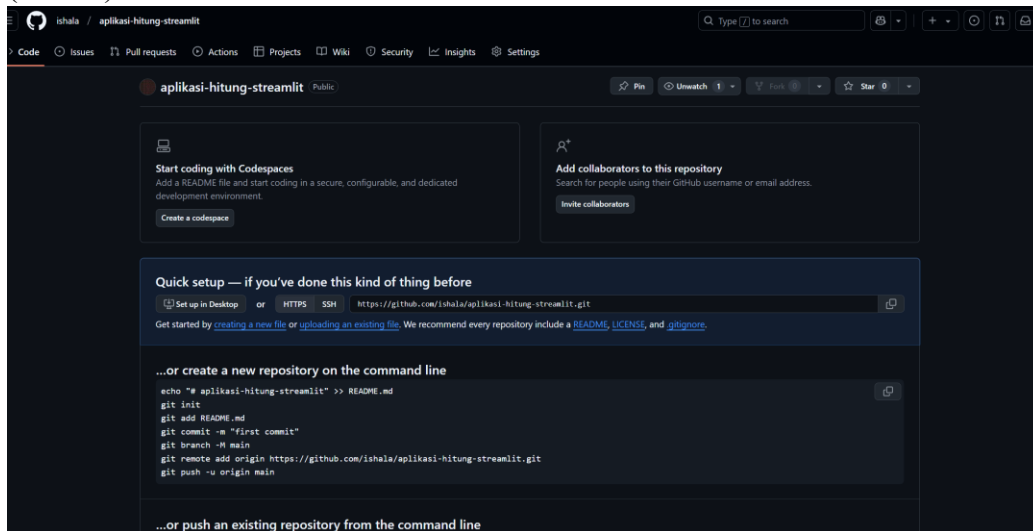 ishala / aplikasi-hitung-streamlit
Type / to search
Code Issues Pull requests Actions Projects Wiki Security Insights Settings
aplikasi-hitung-streamlit Public
Pin Unwatch 1 Fork 0 Star 0
Start coding with Codespaces
Add a README file and start coding in a secure, configurable, and dedicated
development environment.
Create a codespace
Add collaborators to this repository
Search for people using their GitHub username or email address.
Invite collaborators
Quick setup — if you've done this kind of thing before
Set up in Desktop or HTTPS SSH https://github.com/ishala/aplikasi-hitung-streamlit.git
Get started by creating a new file or uploading an existing file. We recommend every repository include a README, LICENSE, and .gitignore.
...or create a new repository on the command line
echo "# aplikasi-hitung-streamlit" >> README.md
git init
git add README.md
git commit -m "first commit"
git branch -M main
git remote add origin https://github.com/ishala/aplikasi-hitung-streamlit.git
git push -u origin main
...or push an existing repository from the command line